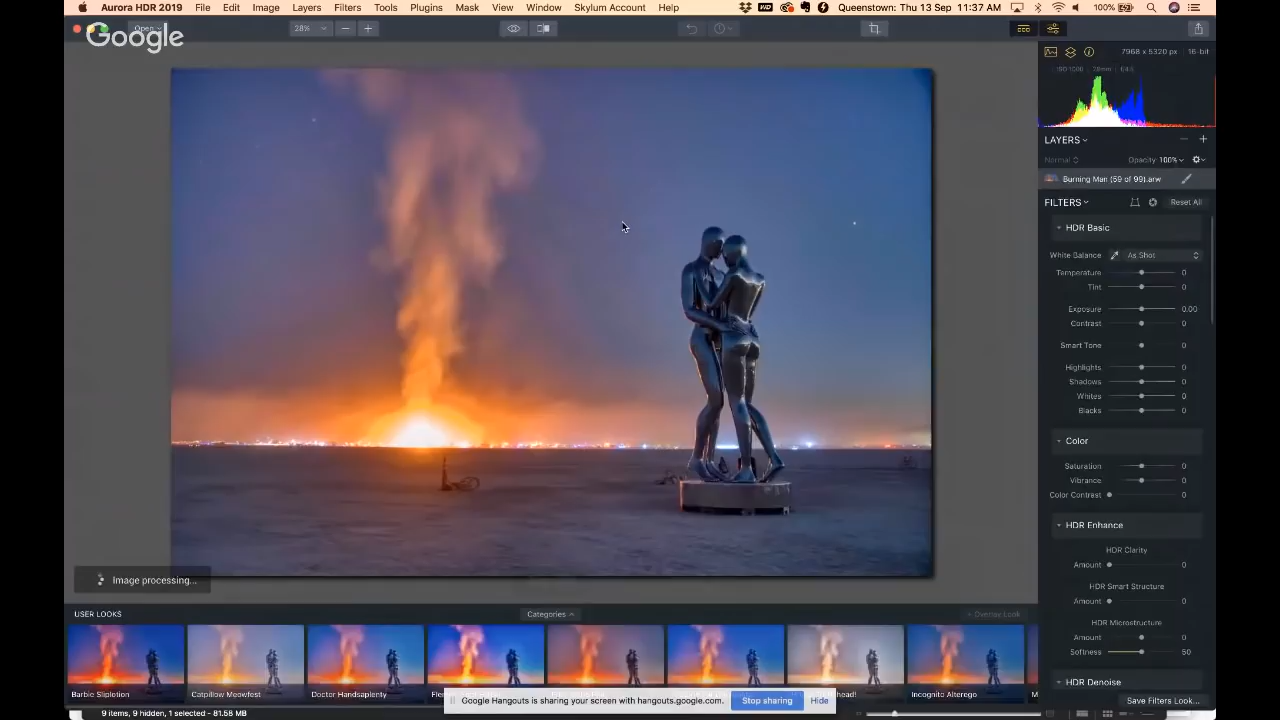 Aurora HDR 2019 File Edit Image Layers Filters Tools Plugins Mask View Window Skylum Account Help Queenstown: Thu 13 Sep 11:37 AM 100%
Open
Google
28%
7968 x 5320 px 16-bit
LAYERS
Normal Opacity: 100%
Burning Man (59 of 99).arw
FILTERS Reset All
HDR Basic
White Balance As Shot
Temperature 0
Tint 0
Exposure 0.00
Contrast 0
Smart Tone 0
Highlights 0
Shadows 0
Whites 0
Blacks 0
Color
Saturation 0
Vibrance 0
Color Contrast 0
HDR Enhance
HDR Clarity
Amount 0
HDR Smart Structure
Amount 0
HDR Microstructure
Amount 0
Softness 50
HDR Denoise
Save Filters Look...
Image processing...
USER LOOKS Categories + Overlay Look
Barbie Sliplotion
Catpillow Meowfest
Doctor Handsaplenty
Incognito Alterego
Google Hangouts is sharing your screen with hangouts.google.com. Stop sharing Hide
9 items, 9 hidden, 1 selected - 81.58 MB